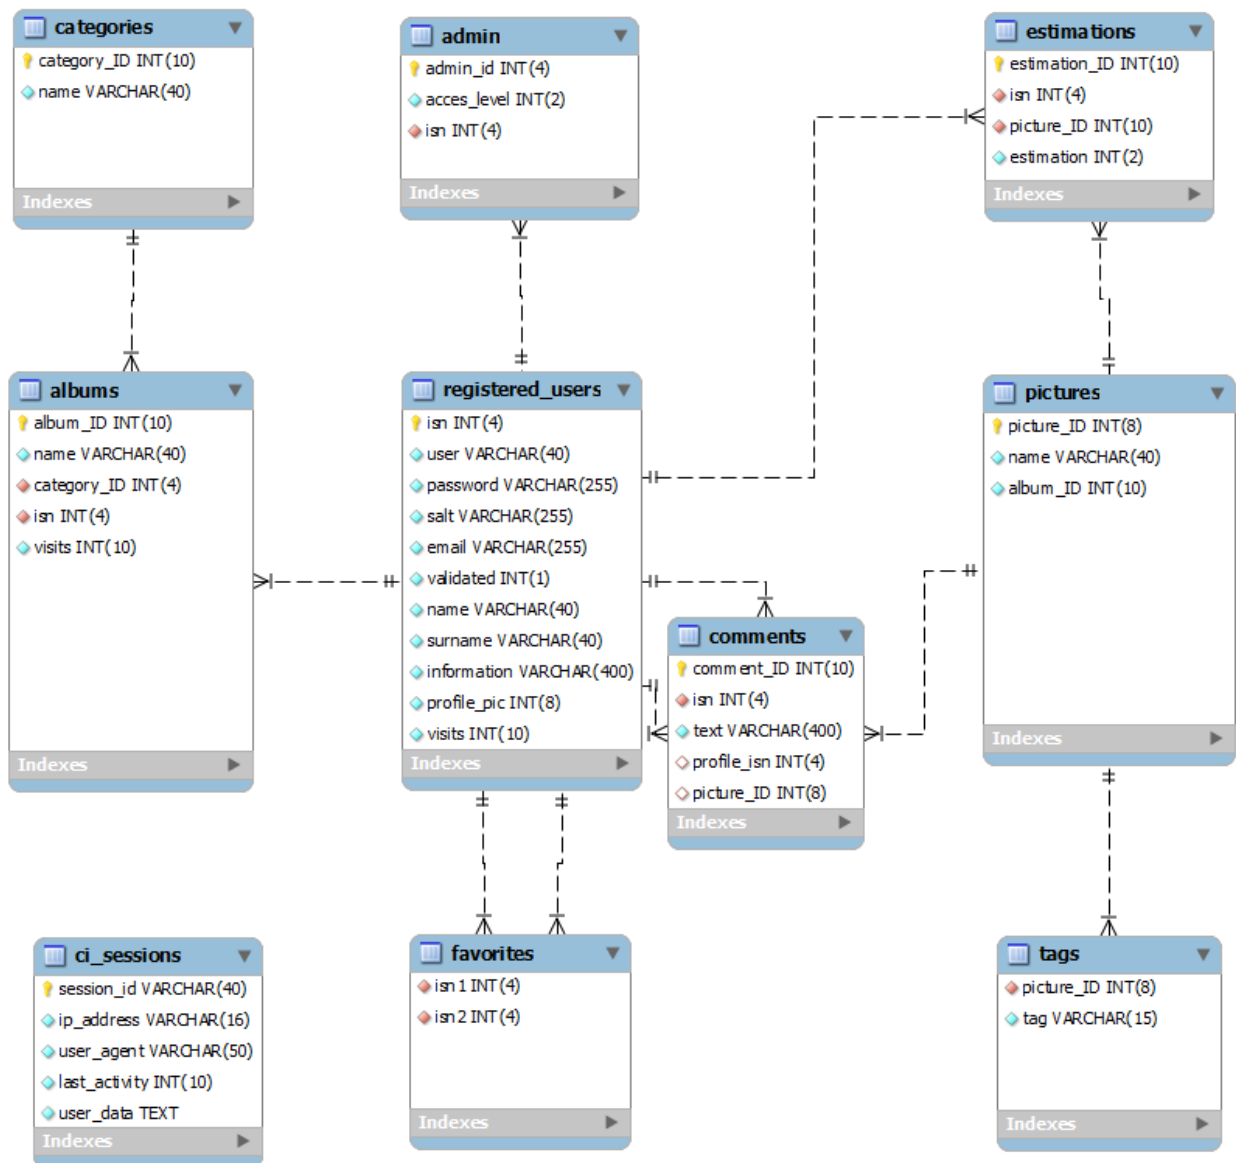 categories
category_ID INT(10)
name VARCHAR(40)
Indexes
admin
admin_id INT(4)
acces_level INT(2)
isn INT(4)
Indexes
estimations
estimation_ID INT(10)
isn INT(4)
picture_ID INT(10)
estimation INT(2)
Indexes
albums
album_ID INT(10)
name VARCHAR(40)
category_ID INT(4)
isn INT(4)
visits INT(10)
Indexes
registered_users
isn INT(4)
user VARCHAR(40)
password VARCHAR(255)
salt VARCHAR(255)
email VARCHAR(255)
validated INT(1)
name VARCHAR(40)
surname VARCHAR(40)
information VARCHAR(400)
profile_pic INT(8)
visits INT(10)
Indexes
pictures
picture_ID INT(8)
name VARCHAR(40)
album_ID INT(10)
Indexes
comments
comment_ID INT(10)
isn INT(4)
text VARCHAR(400)
profile_isn INT(4)
picture_ID INT(8)
Indexes
ci_sessions
session_id VARCHAR(40)
ip_address VARCHAR(16)
user_agent VARCHAR(50)
last_activity INT(10)
user_data TEXT
Indexes
favorites
isn1 INT(4)
isn2 INT(4)
Indexes
tags
picture_ID INT(8)
tag VARCHAR(15)
Indexes